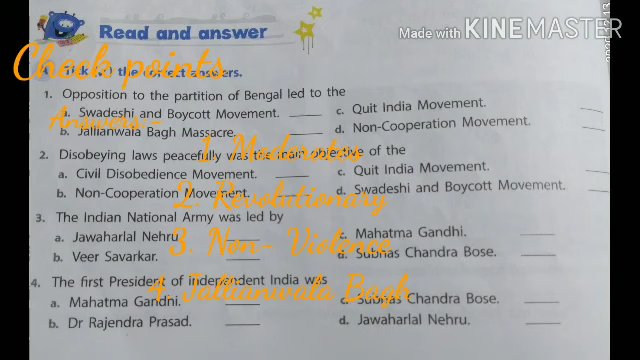 Read and answer
Made with KINEMASTER
Check points
A. Tick the correct answers.
1. Opposition to the partition of Bengal led to the
a. Swadeshi and Boycott Movement.
c. Quit India Movement.
Answers:-
b. Jallianwala Bagh Massacre.
d. Non-Cooperation Movement.
1. Moderates
2. Disobeying laws peacefully was the main objective of the
a. Civil Disobedience Movement.
c. Quit India Movement.
2. Revolutionary
b. Non-Cooperation Movement.
d. Swadeshi and Boycott Movement.
3. The Indian National Army was led by
a. Jawaharlal Nehru
c. Mahatma Gandhi.
3. Non- Violence
b. Veer Savarkar.
d. Subhas Chandra Bose.
4. The first President of independent India was
4. Jallianwala Bagh
a. Mahatma Gandhi.
c. Subhas Chandra Bose.
b. Dr Rajendra Prasad.
d. Jawaharlal Nehru.